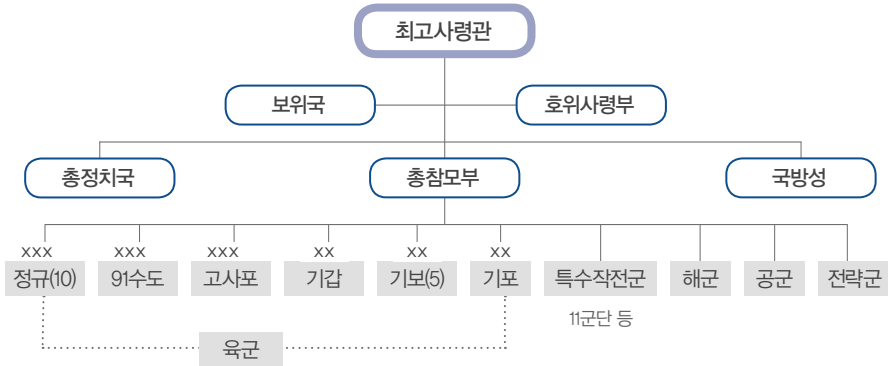 최고사령관
보위국 호위사령부
총정치국 총참모부 국방성
xxx xxx xxx xx xx xx
정규(10) 91수도 고사포 기갑 기보(5) 기포 특수작전군 해군 공군 전략군
11군단 등
육군